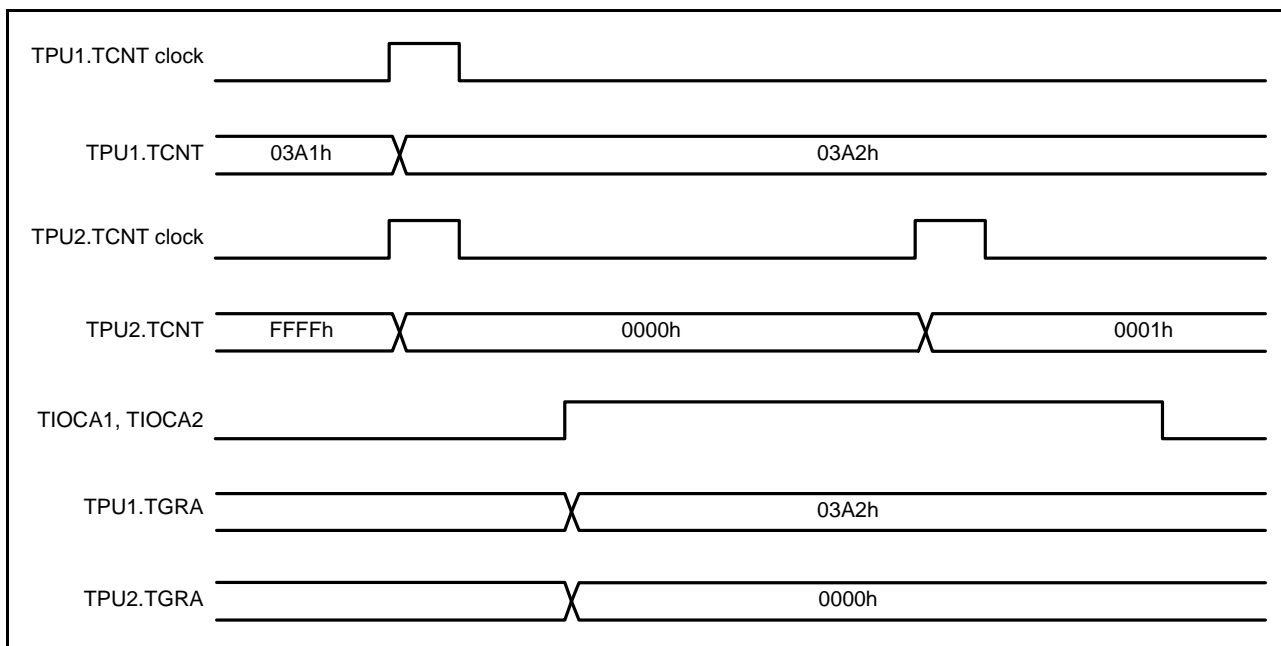 TPU1.TCNT clock
TPU1.TCNT 03A1h 03A2h
TPU2.TCNT clock
TPU2.TCNT FFFFh 0000h 0001h
TIOCA1, TIOCA2
TPU1.TGRA 03A2h
TPU2.TGRA 0000h